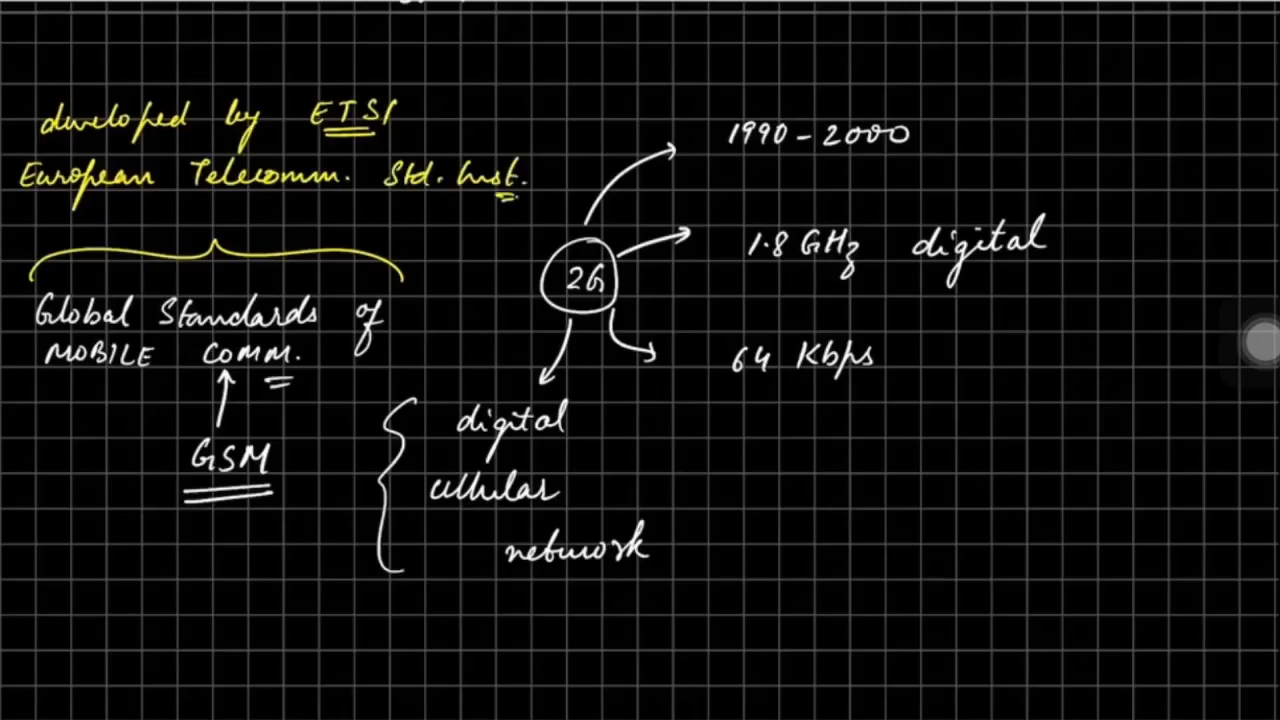 developed by ETSI
European Telecomm. Std. Inst.
Global Standards of
MOBILE COMM.
GSM
2G
1990 - 2000
1.8 GHz digital
64 Kbps
digital
cellular
network